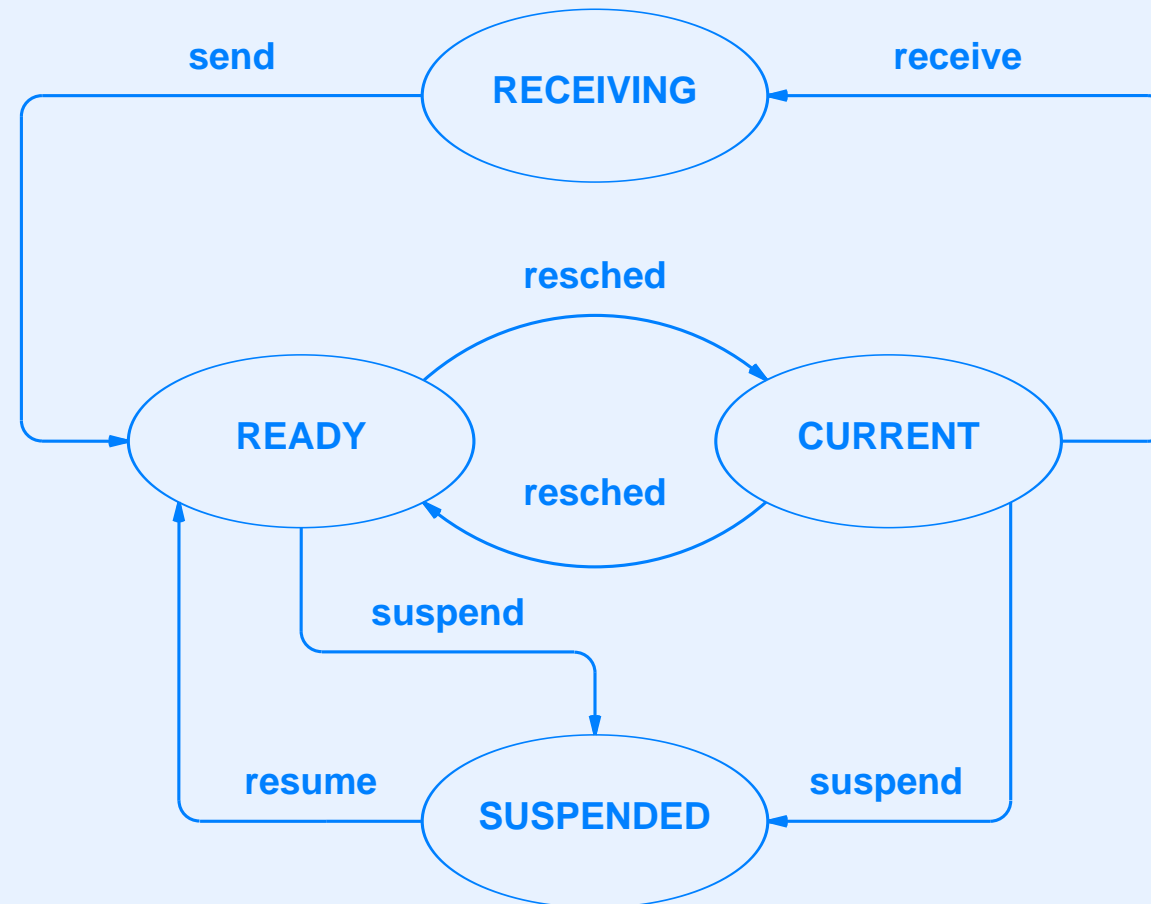 send
receive
RECEIVING
resched
READY
CURRENT
resched
suspend
resume
suspend
SUSPENDED